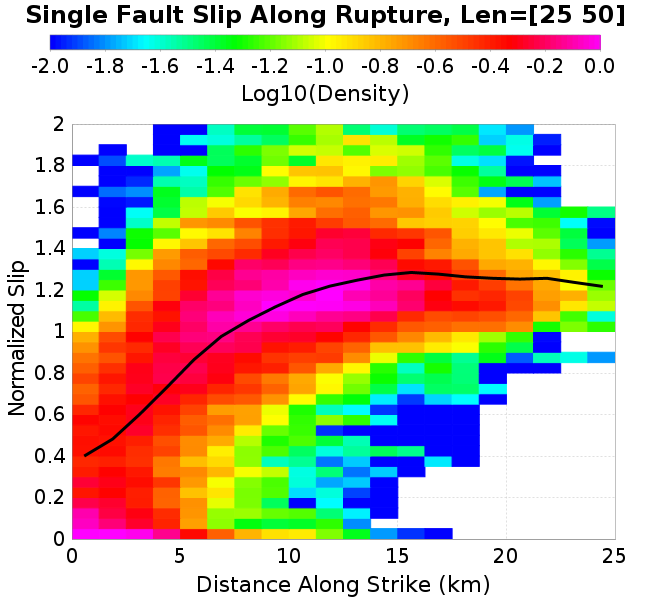 Single Fault Slip Along Rupture, Len=[25 50]
-2.0 -1.8 -1.6 -1.4 -1.2 -1.0 -0.8 -0.6 -0.4 -0.2 0.0
Log10(Density)
2
1.8
1.6
1.4
1.2
1
0.8
0.6
0.4
0.2
0
Normalized Slip
0 5 10 15 20 25
Distance Along Strike (km)